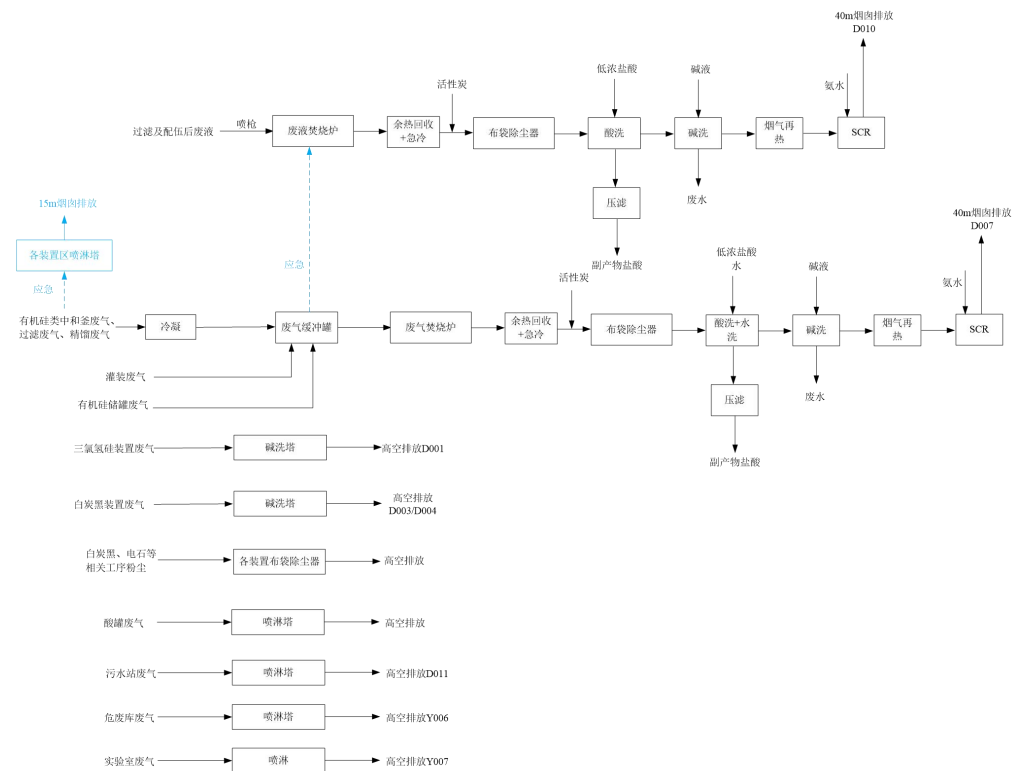 40m烟囱排放
D010
氨水
低浓盐酸
碱液
活性炭
过滤及配伍后废液
喷枪
废液焚烧炉
余热回收
+急冷
布袋除尘器
酸洗
碱洗
烟气再
热
SCR
压滤
废水
副产物盐酸
15m烟囱排放
各装置区喷淋塔
应急
应急
40m烟囱排放
D007
氨水
低浓盐酸
水
碱液
活性炭
有机硅类中和釜废气、
过滤废气、精馏废气
冷凝
废气缓冲罐
废气焚烧炉
余热回收
+急冷
布袋除尘器
酸洗+水
洗
碱洗
烟气再
热
SCR
灌装废气
有机硅储罐废气
压滤
废水
副产物盐酸
三氯氢硅装置废气
碱洗塔
高空排放D001
白炭黑装置废气
碱洗塔
高空排放
D003/D004
白炭黑、电石等
相关工序粉尘
各装置布袋除尘器
高空排放
酸罐废气
喷淋塔
高空排放
污水站废气
喷淋塔
高空排放D011
危废库废气
喷淋塔
高空排放Y006
实验室废气
喷淋
高空排放Y007